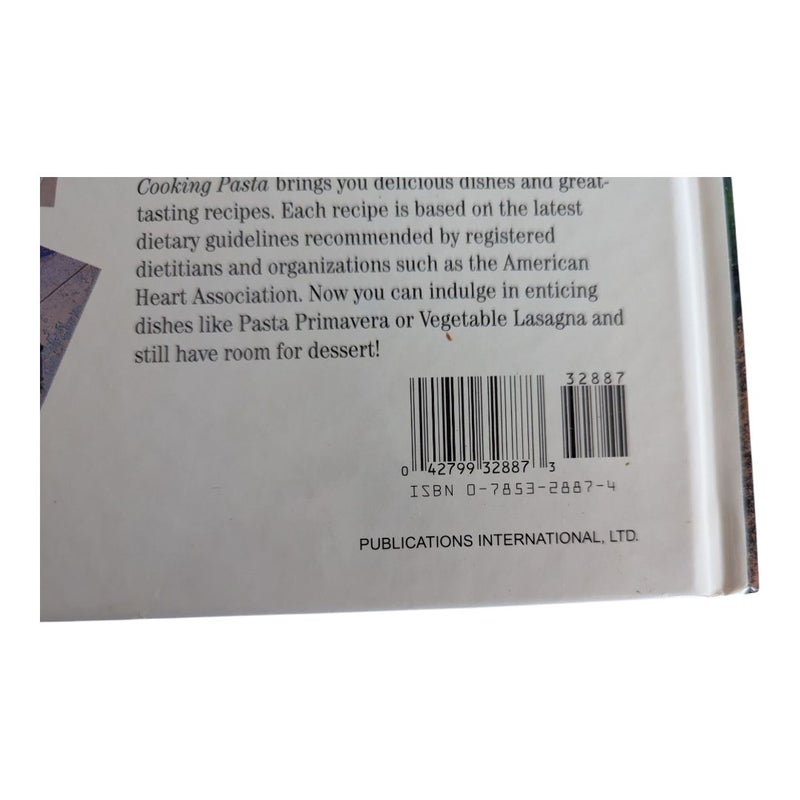 Cooking Pasta brings you delicious dishes and great-
tasting recipes. Each recipe is based on the latest
dietary guidelines recommended by registered
dietitians and organizations such as the American
Heart Association. Now you can indulge in enticing
dishes like Pasta Primavera or Vegetable Lasagna and
still have room for dessert!
32887
0 42799 32887 3
ISBN 0-7853-2887-4
PUBLICATIONS INTERNATIONAL, LTD.